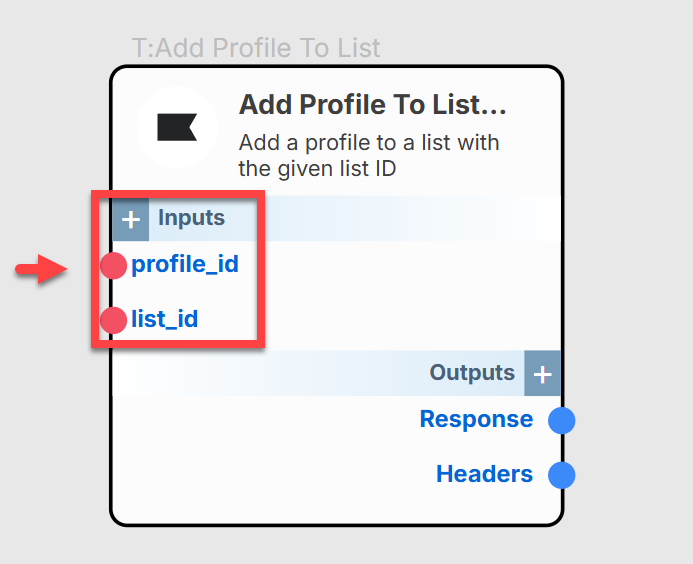 T:Add Profile To List
Add Profile To List...
Add a profile to a list with
the given list ID
+ Inputs
profile_id
list_id
Outputs +
Response
Headers